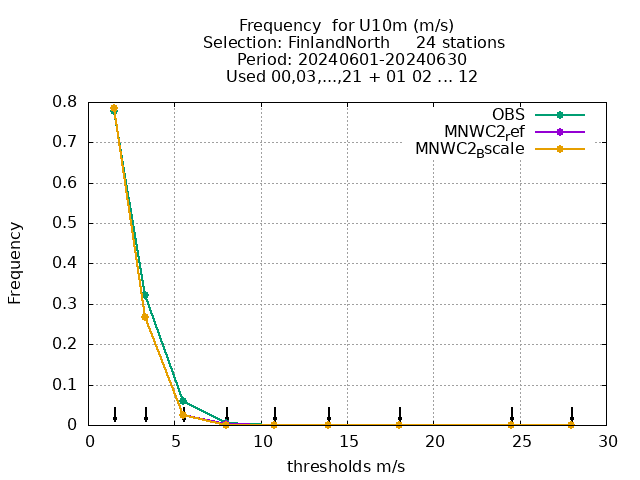 Frequency  for U10m (m/s)
Selection: FinlandNorth     24 stations
Period: 20240601-20240630
Used 00,03,...,21 + 01 02 ... 12
OBS
MNWC2ref
MNWC2Bscale
Frequency
0.8
0.7
0.6
0.5
0.4
0.3
0.2
0.1
0
0 5 10 15 20 25 30
thresholds m/s